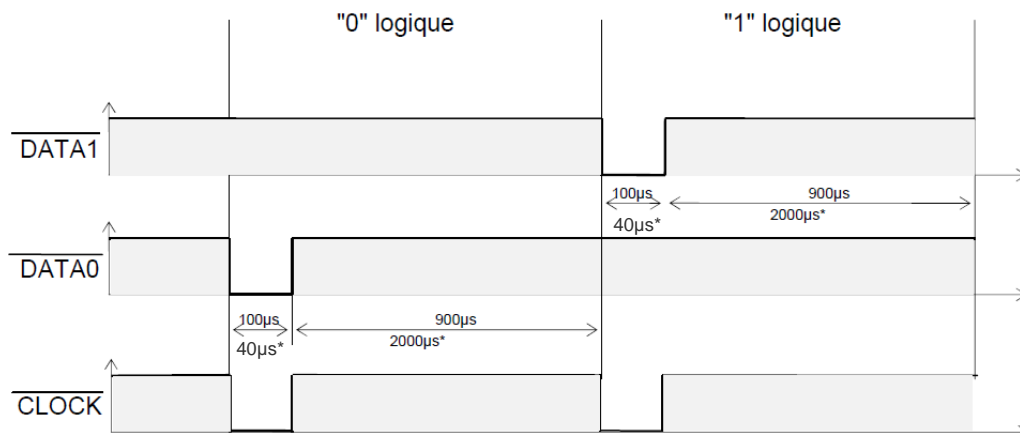 "0" logique "1" logique
DATA1
100µs 900µs
40µs* 2000µs*
DATA0
100µs 900µs
40µs* 2000µs*
CLOCK